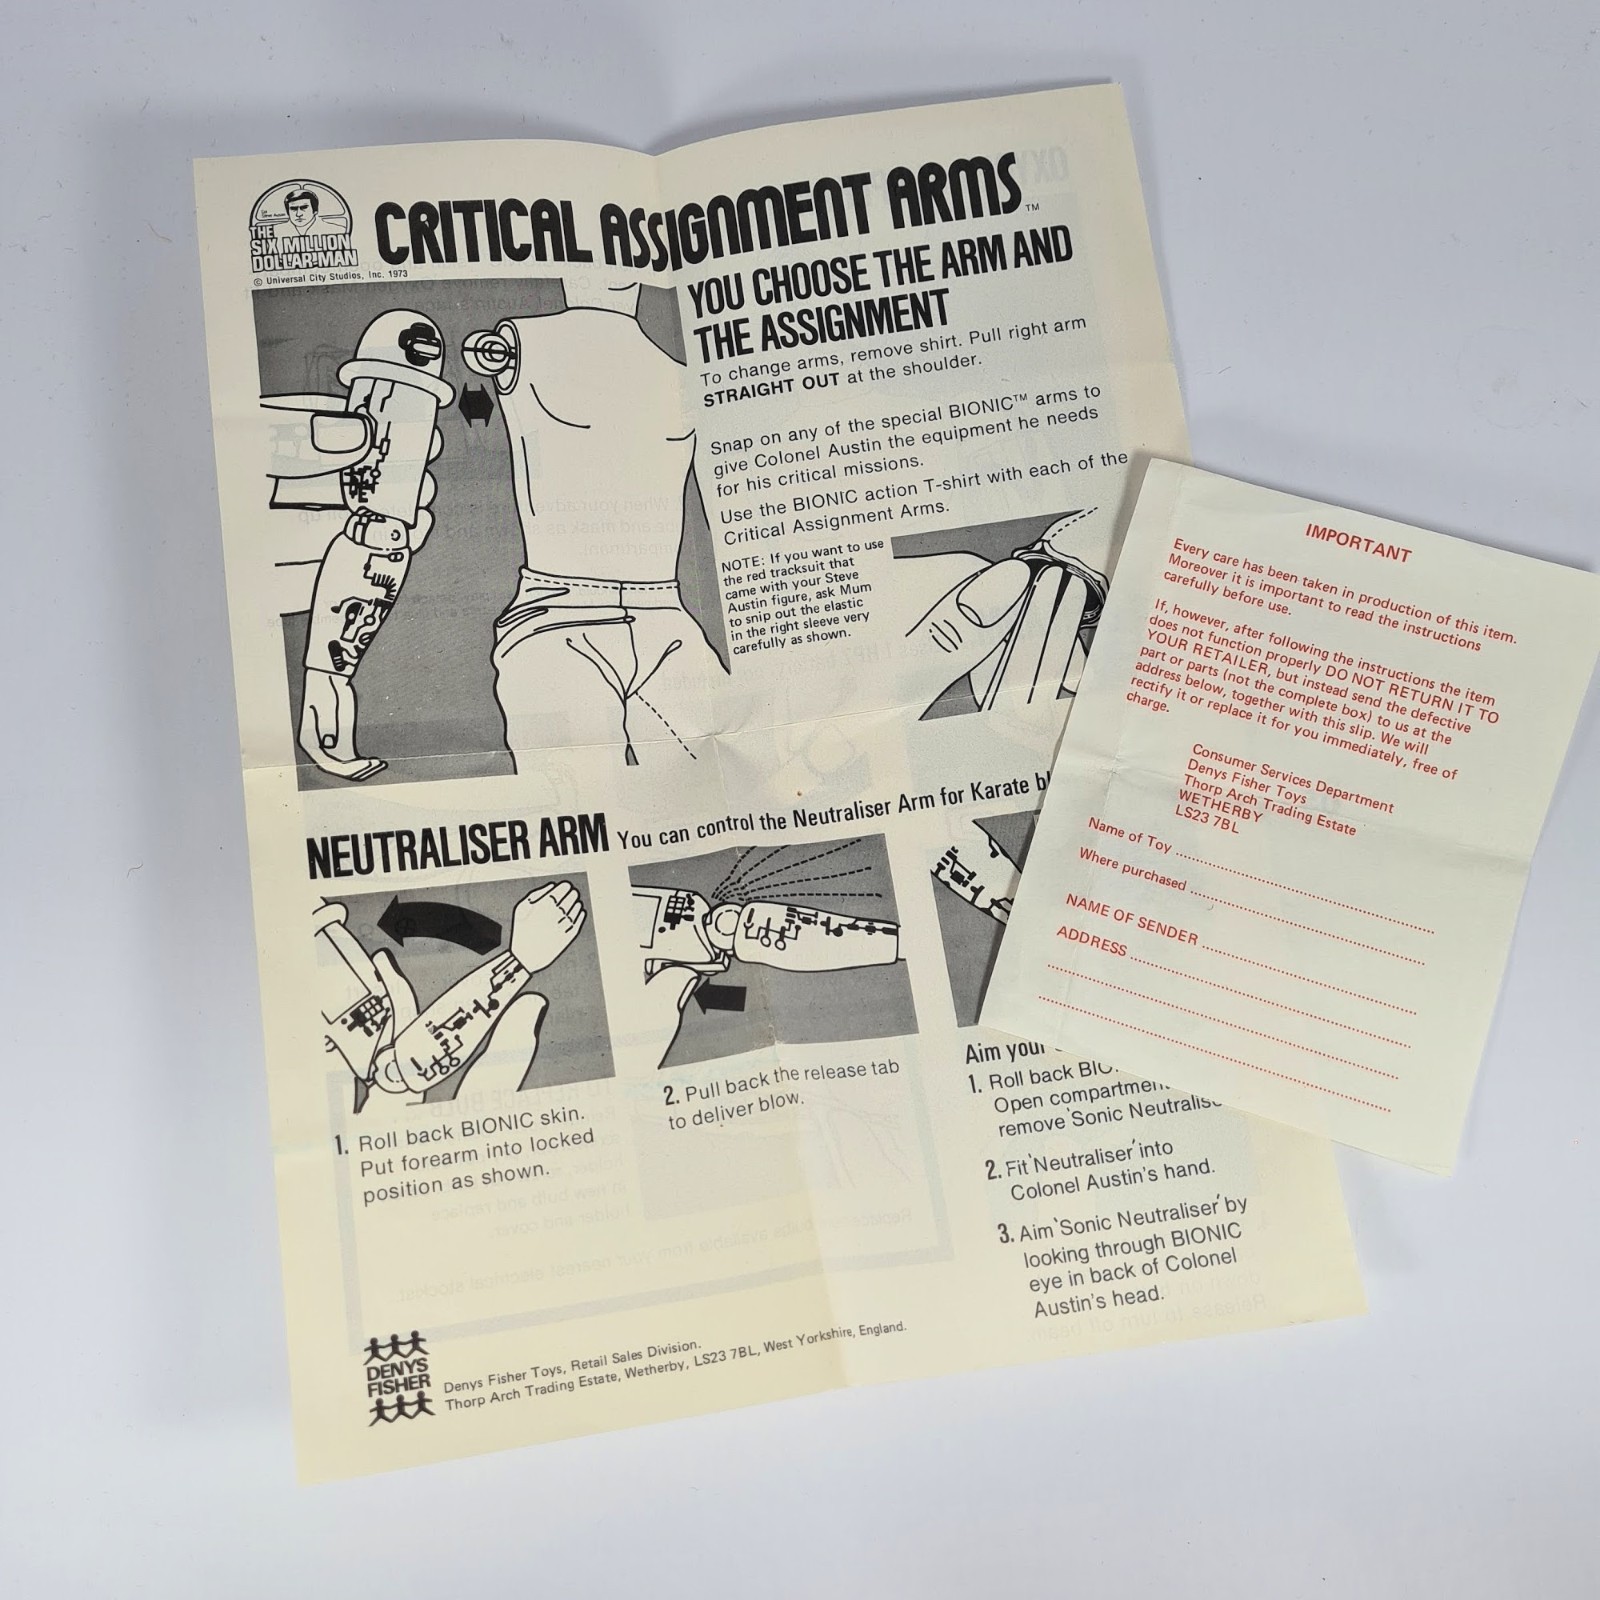 THE
SIX MILLION
DOLLAR MAN
© Universal City Studios, Inc. 1973
CRITICAL ASSIGNMENT ARMS™
YOU CHOOSE THE ARM AND
THE ASSIGNMENT
To change arms, remove shirt. Pull right arm
STRAIGHT OUT at the shoulder.
Snap on any of the special BIONIC™ arms to
give Colonel Austin the equipment he needs
for his critical missions.
Use the BIONIC action T-shirt with each of the
Critical Assignment Arms.
NOTE: If you want to use
the red tracksuit that
came with your Steve
Austin figure, ask Mum
to snip out the elastic
in the right sleeve very
carefully as shown.
NEUTRALISER ARM You can control the Neutraliser Arm for Karate bl
1. Roll back BIONIC skin.
Put forearm into locked
position as shown.
2. Pull back the release tab
to deliver blow.
Aim your
1. Roll back BIO
Open compartment
remove 'Sonic Neutralise
2. Fit 'Neutraliser' into
Colonel Austin's hand.
3. Aim 'Sonic Neutraliser' by
looking through BIONIC
eye in back of Colonel
Austin's head.
DENYS
FISHER
Denys Fisher Toys, Retail Sales Division.
Thorp Arch Trading Estate, Wetherby, LS23 7BL, West Yorkshire, England.
IMPORTANT
Every care has been taken in production of this item.
Moreover it is important to read the instructions
carefully before use.
If, however, after following the instructions the item
does not function properly DO NOT RETURN IT TO
YOUR RETAILER, but instead send the defective
part or parts (not the complete box) to us at the
address below, together with this slip. We will
rectify it or replace it for you immediately, free of
charge.
Consumer Services Department
Denys Fisher Toys
Thorp Arch Trading Estate
WETHERBY
LS23 7BL
Name of Toy
Where purchased
NAME OF SENDER
ADDRESS